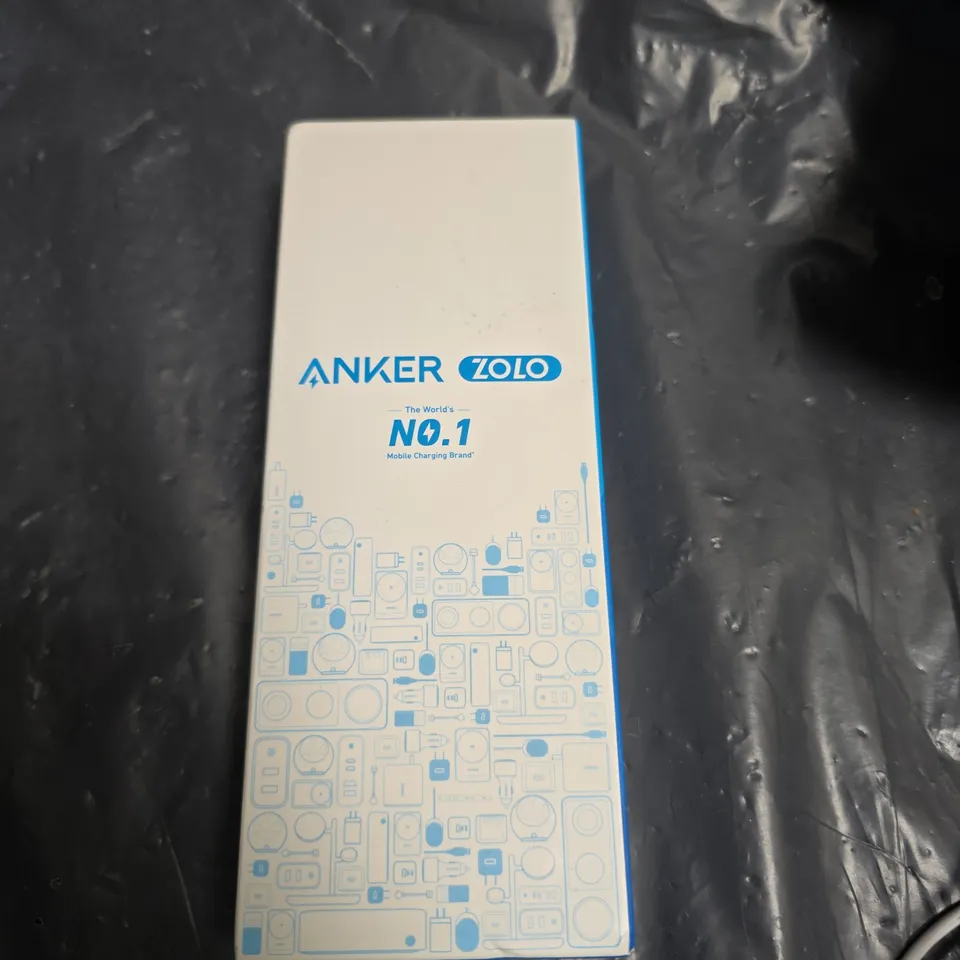 ANKER ZOLO
The World's
NO.1
Mobile Charging Brand*